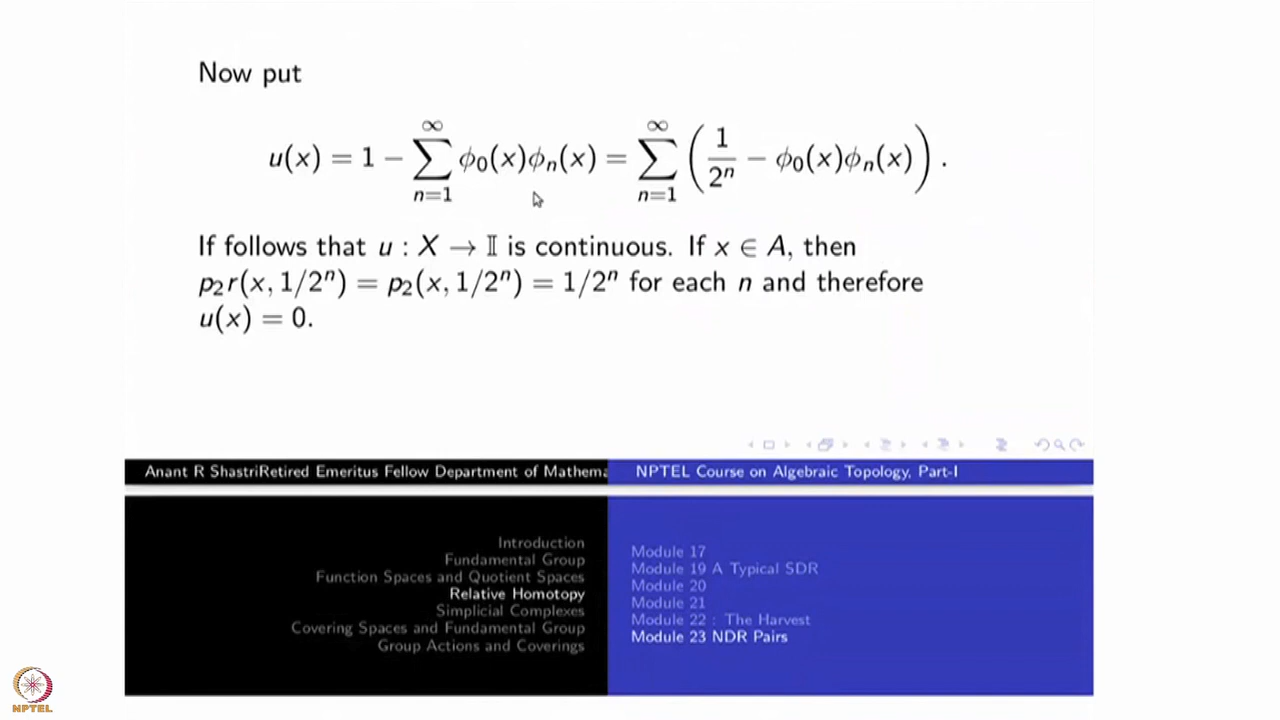 Now put
u(x) = 1 − ∑_{n=1}^{∞} ϕ₀(x)ϕₙ(x) = ∑_{n=1}^{∞} (1/2ⁿ − ϕ₀(x)ϕₙ(x)).
If follows that u : X → 𝕀 is continuous. If x ∈ A, then
p₂r(x, 1/2ⁿ) = p₂(x, 1/2ⁿ) = 1/2ⁿ for each n and therefore
u(x) = 0.
Anant R ShastriRetired Emeritus Fellow Department of Mathema
NPTEL Course on Algebraic Topology, Part-I
Introduction
Fundamental Group
Function Spaces and Quotient Spaces
Relative Homotopy
Simplicial Complexes
Covering Spaces and Fundamental Group
Group Actions and Coverings
Module 17
Module 19 A Typical SDR
Module 20
Module 21
Module 22 : The Harvest
Module 23 NDR Pairs
NPTEL